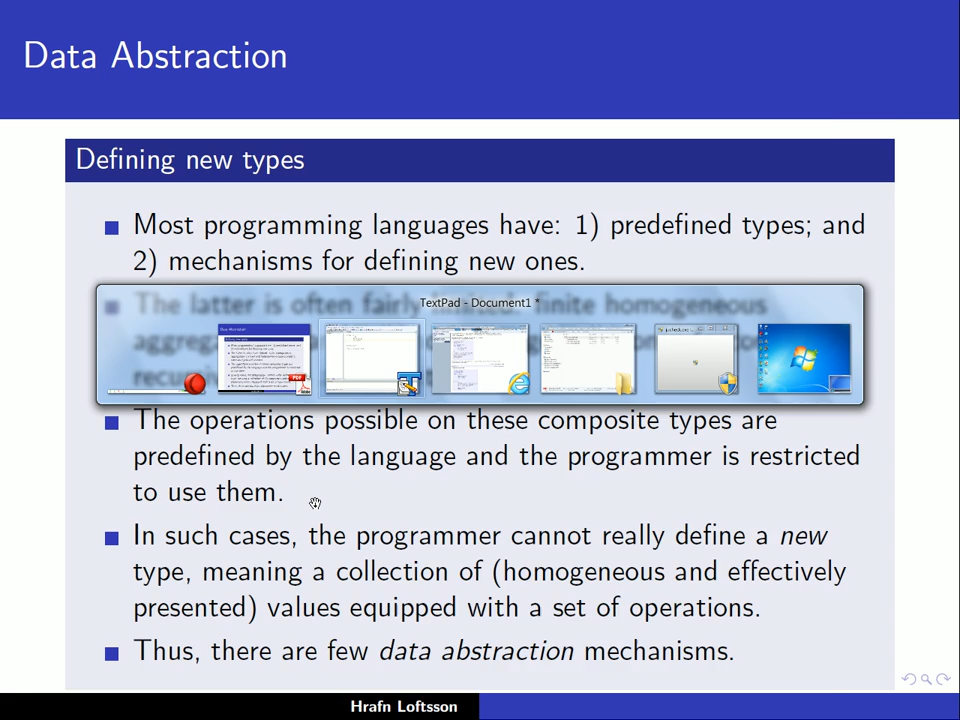 Data Abstraction
Defining new types
Most programming languages have: 1) predefined types; and
2) mechanisms for defining new ones.
The latter is often fairly limited: finite homogeneous
TextPad - Document1 *
The operations possible on these composite types are
predefined by the language and the programmer is restricted
to use them.
In such cases, the programmer cannot really define a new
type, meaning a collection of (homogeneous and effectively
presented) values equipped with a set of operations.
Thus, there are few data abstraction mechanisms.
Hrafn Loftsson